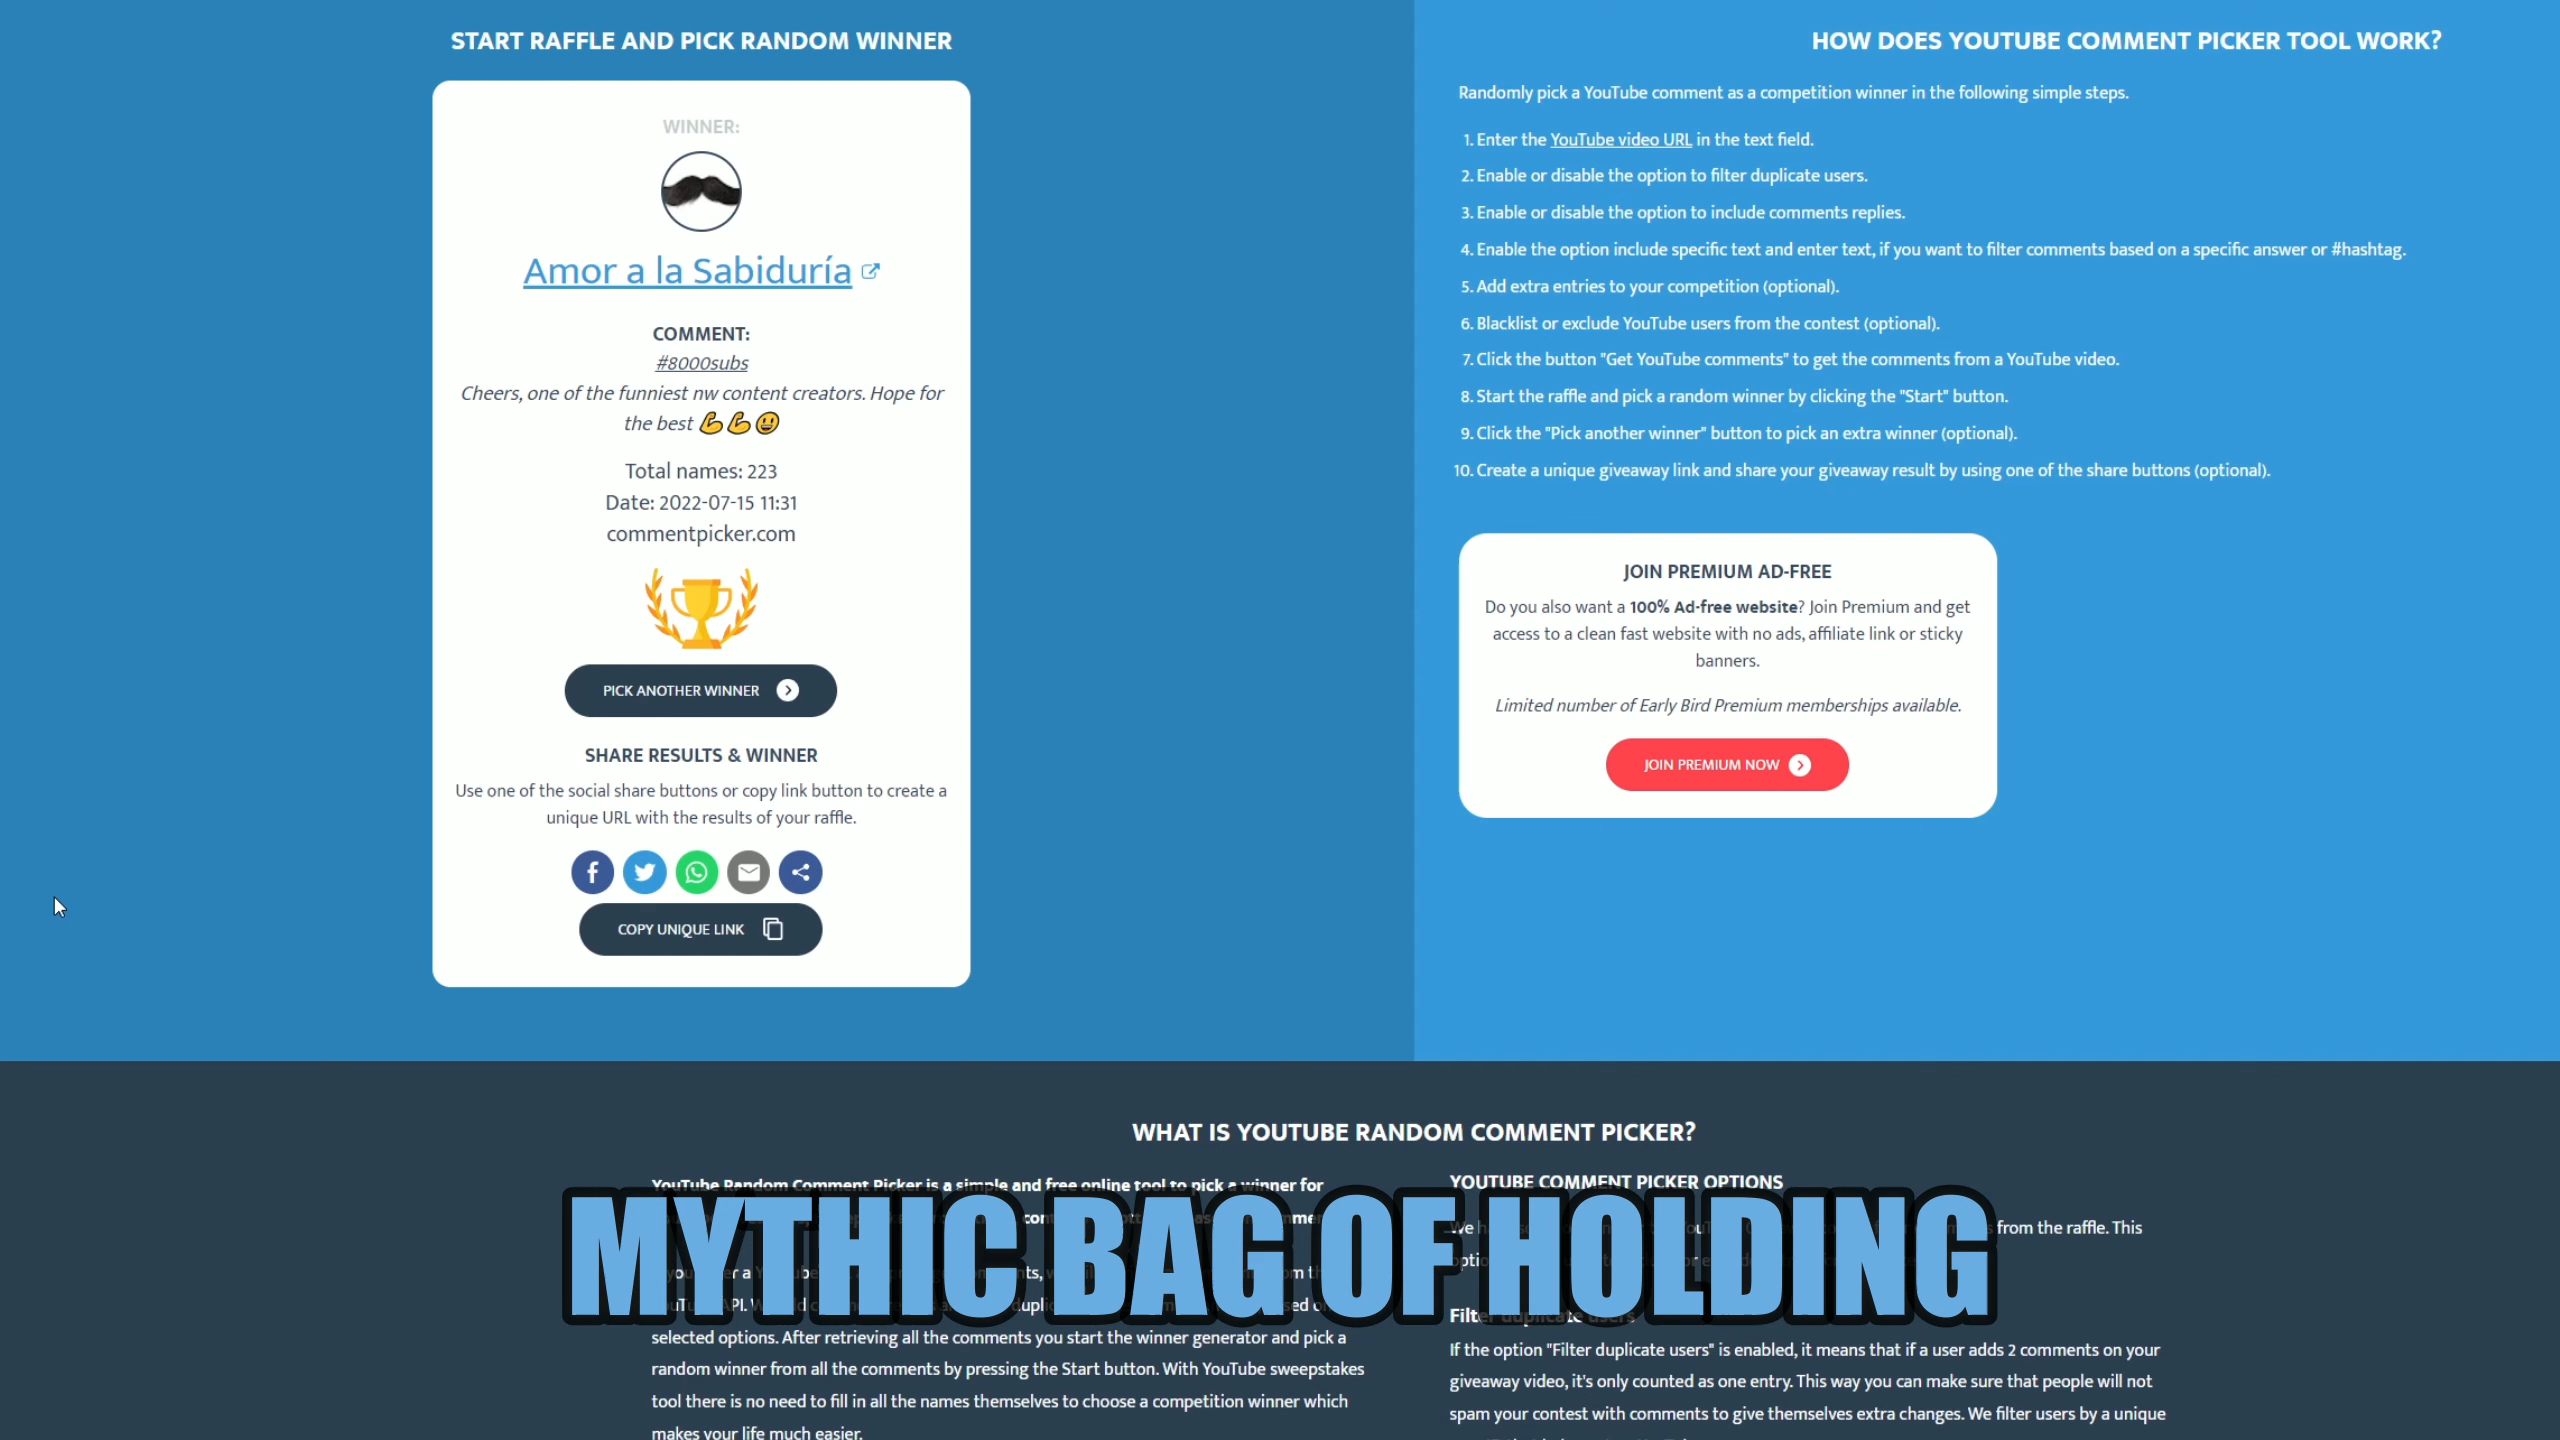 START RAFFLE AND PICK RANDOM WINNER
WINNER:
Amor a la Sabiduría
COMMENT:
#8000subs
Cheers, one of the funniest nw content creators. Hope for
the best 💪💪😃
Total names: 223
Date: 2022-07-15 11:31
commentpicker.com
PICK ANOTHER WINNER
SHARE RESULTS & WINNER
Use one of the social share buttons or copy link button to create a
unique URL with the results of your raffle.
COPY UNIQUE LINK
HOW DOES YOUTUBE COMMENT PICKER TOOL WORK?
Randomly pick a YouTube comment as a competition winner in the following simple steps.
1. Enter the YouTube video URL in the text field.
2. Enable or disable the option to filter duplicate users.
3. Enable or disable the option to include comments replies.
4. Enable the option include specific text and enter text, if you want to filter comments based on a specific answer or #hashtag.
5. Add extra entries to your competition (optional).
6. Blacklist or exclude YouTube users from the contest (optional).
7. Click the button "Get YouTube comments" to get the comments from a YouTube video.
8. Start the raffle and pick a random winner by clicking the "Start" button.
9. Click the "Pick another winner" button to pick an extra winner (optional).
10. Create a unique giveaway link and share your giveaway result by using one of the share buttons (optional).
JOIN PREMIUM AD-FREE
Do you also want a 100% Ad-free website? Join Premium and get
access to a clean fast website with no ads, affiliate link or sticky
banners.
Limited number of Early Bird Premium memberships available.
JOIN PREMIUM NOW
WHAT IS YOUTUBE RANDOM COMMENT PICKER?
YouTube Random Comment Picker is a simple and free online tool to pick a winner for
selected options. After retrieving all the comments you start the winner generator and pick a
random winner from all the comments by pressing the Start button. With YouTube sweepstakes
tool there is no need to fill in all the names themselves to choose a competition winner which
makes your life much easier.
YOUTUBE COMMENT PICKER OPTIONS
from the raffle. This
Filter duplicate users
If the option "Filter duplicate users" is enabled, it means that if a user adds 2 comments on your
giveaway video, it's only counted as one entry. This way you can make sure that people will not
spam your contest with comments to give themselves extra changes. We filter users by a unique
MYTHIC BAG OF HOLDING